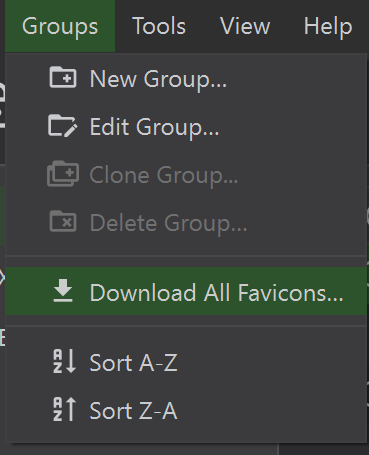 Groups Tools View Help
New Group...
Edit Group...
Clone Group...
Delete Group...
Download All Favicons...
Sort A-Z
Sort Z-A